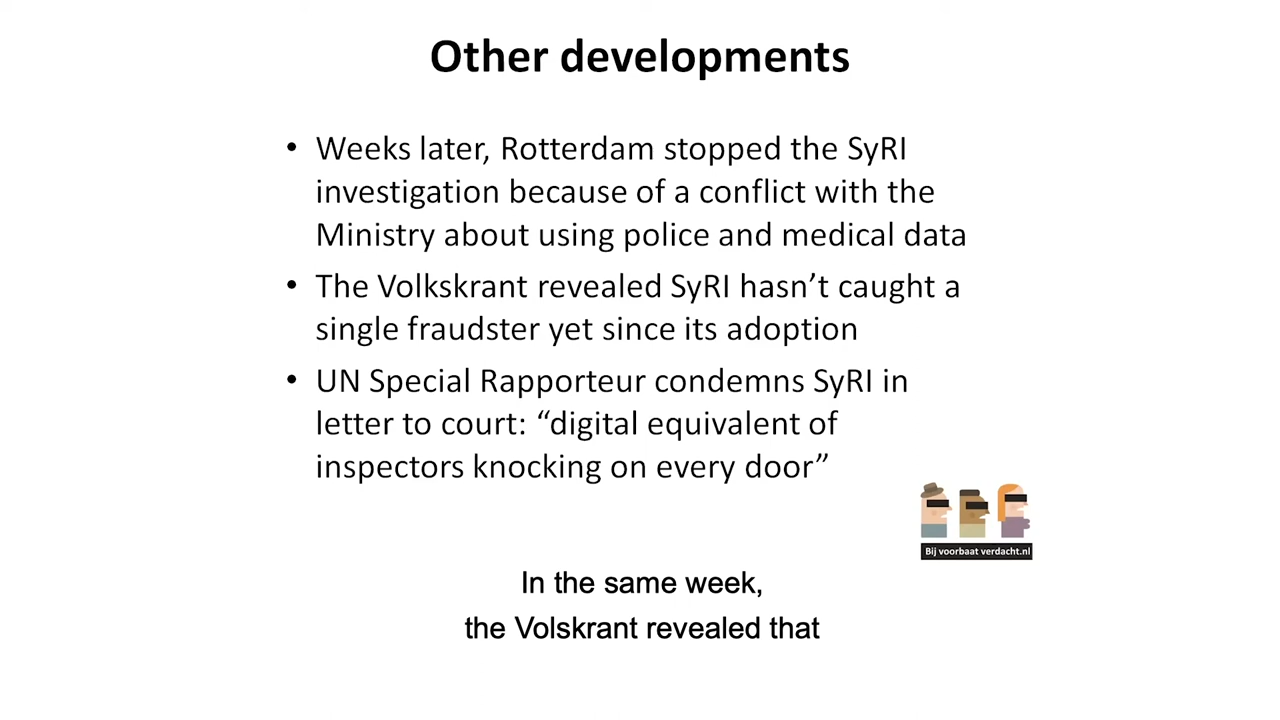 Other developments
• Weeks later, Rotterdam stopped the SyRI
investigation because of a conflict with the
Ministry about using police and medical data
• The Volkskrant revealed SyRI hasn’t caught a
single fraudster yet since its adoption
• UN Special Rapporteur condemns SyRI in
letter to court: “digital equivalent of
inspectors knocking on every door”
Bij voorbaat verdacht.nl
In the same week,
the Volskrant revealed that